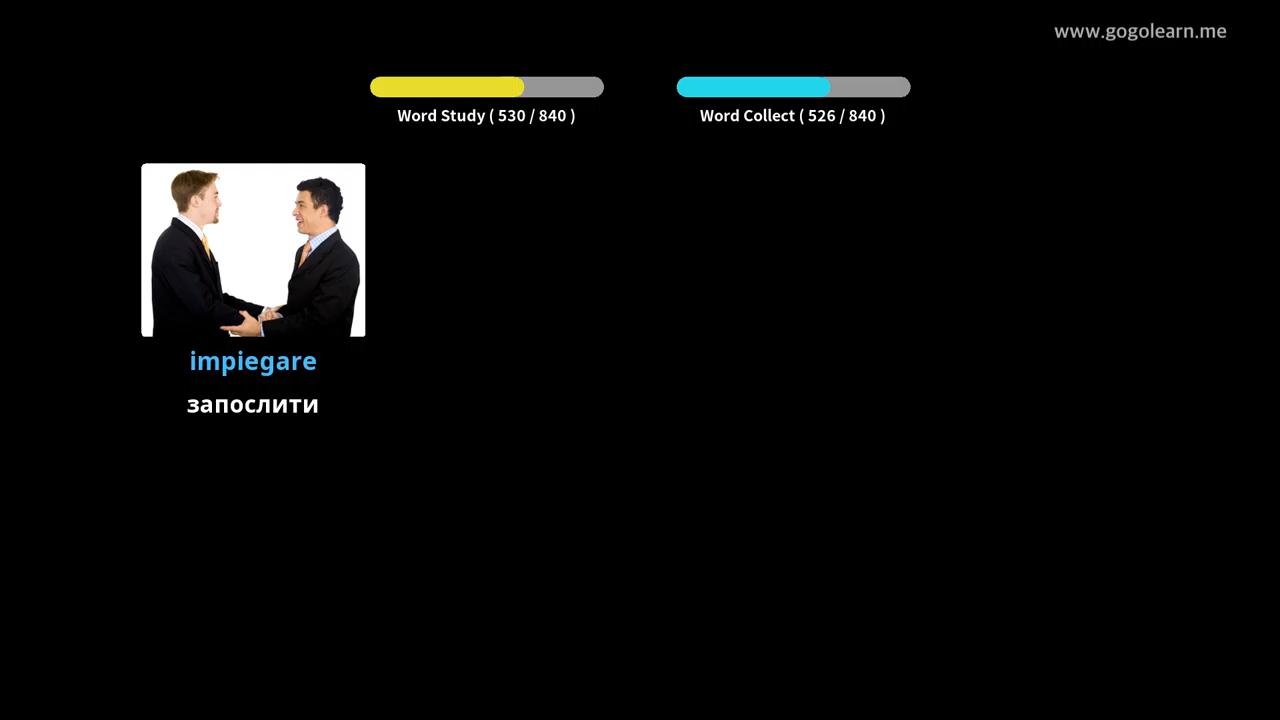 www.gogolearn.me
Word Study ( 530 / 840 )
Word Collect ( 526 / 840 )
impiegare
запослити